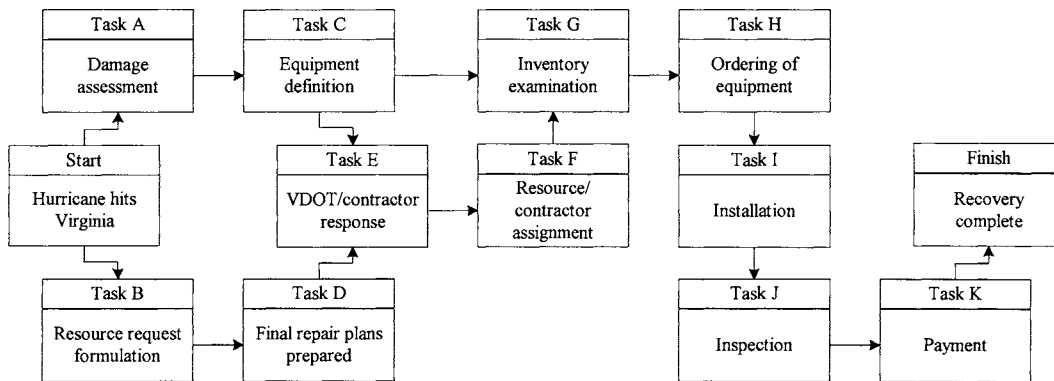 Task A
Damage
assessment
Task C
Equipment
definition
Task G
Inventory
examination
Task H
Ordering of
equipment
Start
Hurricane hits
Virginia
Task E
VDOT/contractor
response
Task F
Resource/
contractor
assignment
Task I
Installation
Finish
Recovery
complete
Task B
Resource request
formulation
Task D
Final repair plans
prepared
Task J
Inspection
Task K
Payment